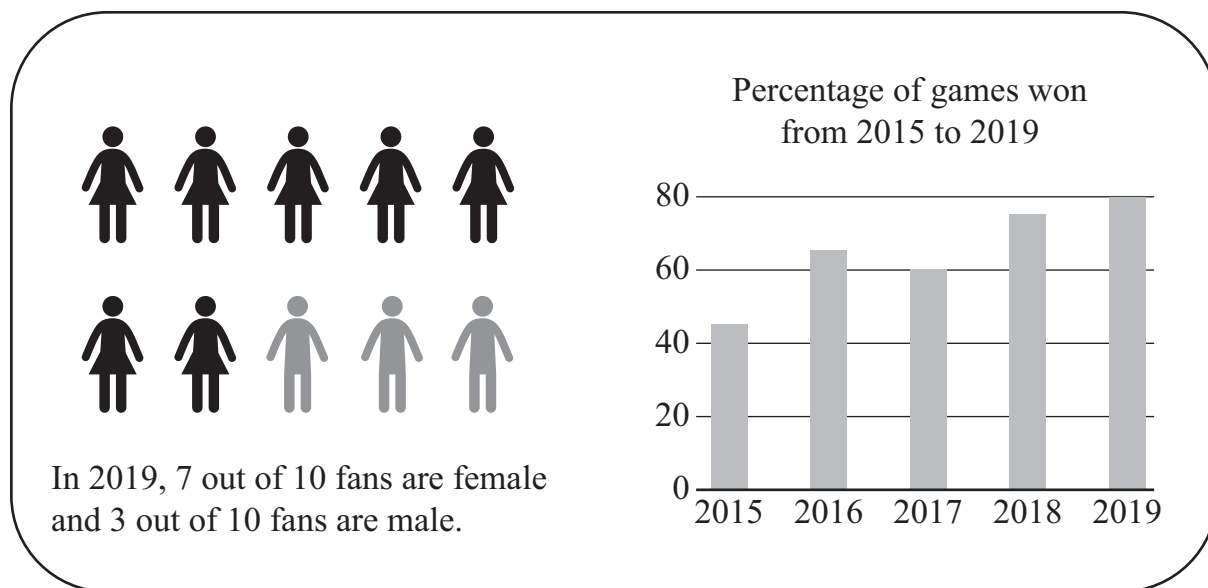 In 2019, 7 out of 10 fans are female
and 3 out of 10 fans are male.
Percentage of games won
from 2015 to 2019
80
60
40
20
0
2015 2016 2017 2018 2019